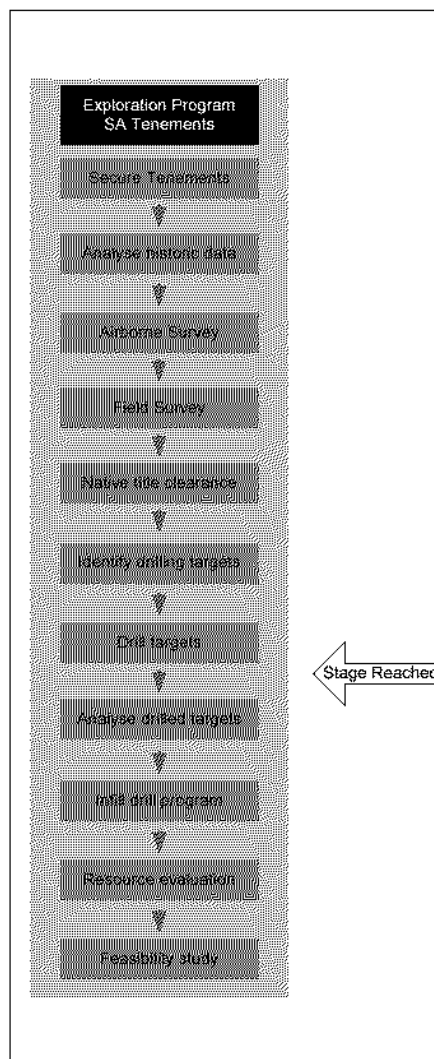 Exploration Program
SA Tenements
Secure Tenements
Analyse historic data
Airborne Survey
Field Survey
Native title clearance
Identify drilling targets
Drill targets
Stage Reached
Analyse drilled targets
Infill drill program
Resource evaluation
Feasibility study